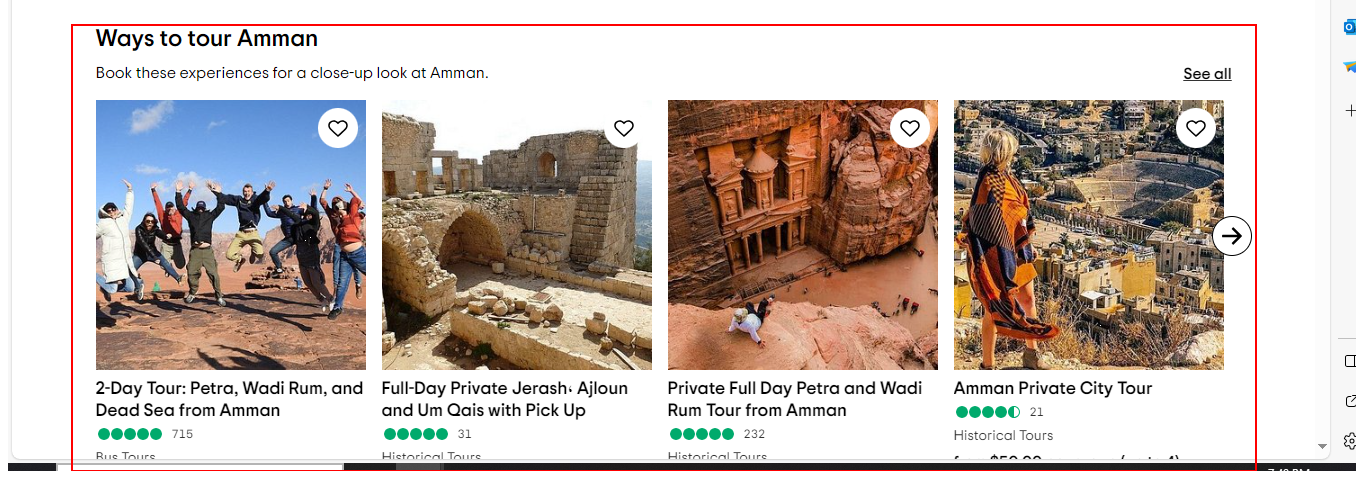 Ways to tour Amman
Book these experiences for a close-up look at Amman.
See all
2-Day Tour: Petra, Wadi Rum, and
Dead Sea from Amman
715
Bus Tours
Full-Day Private Jerash، Ajloun
and Um Qais with Pick Up
31
Historical Tours
Private Full Day Petra and Wadi
Rum Tour from Amman
232
Historical Tours
Amman Private City Tour
21
Historical Tours